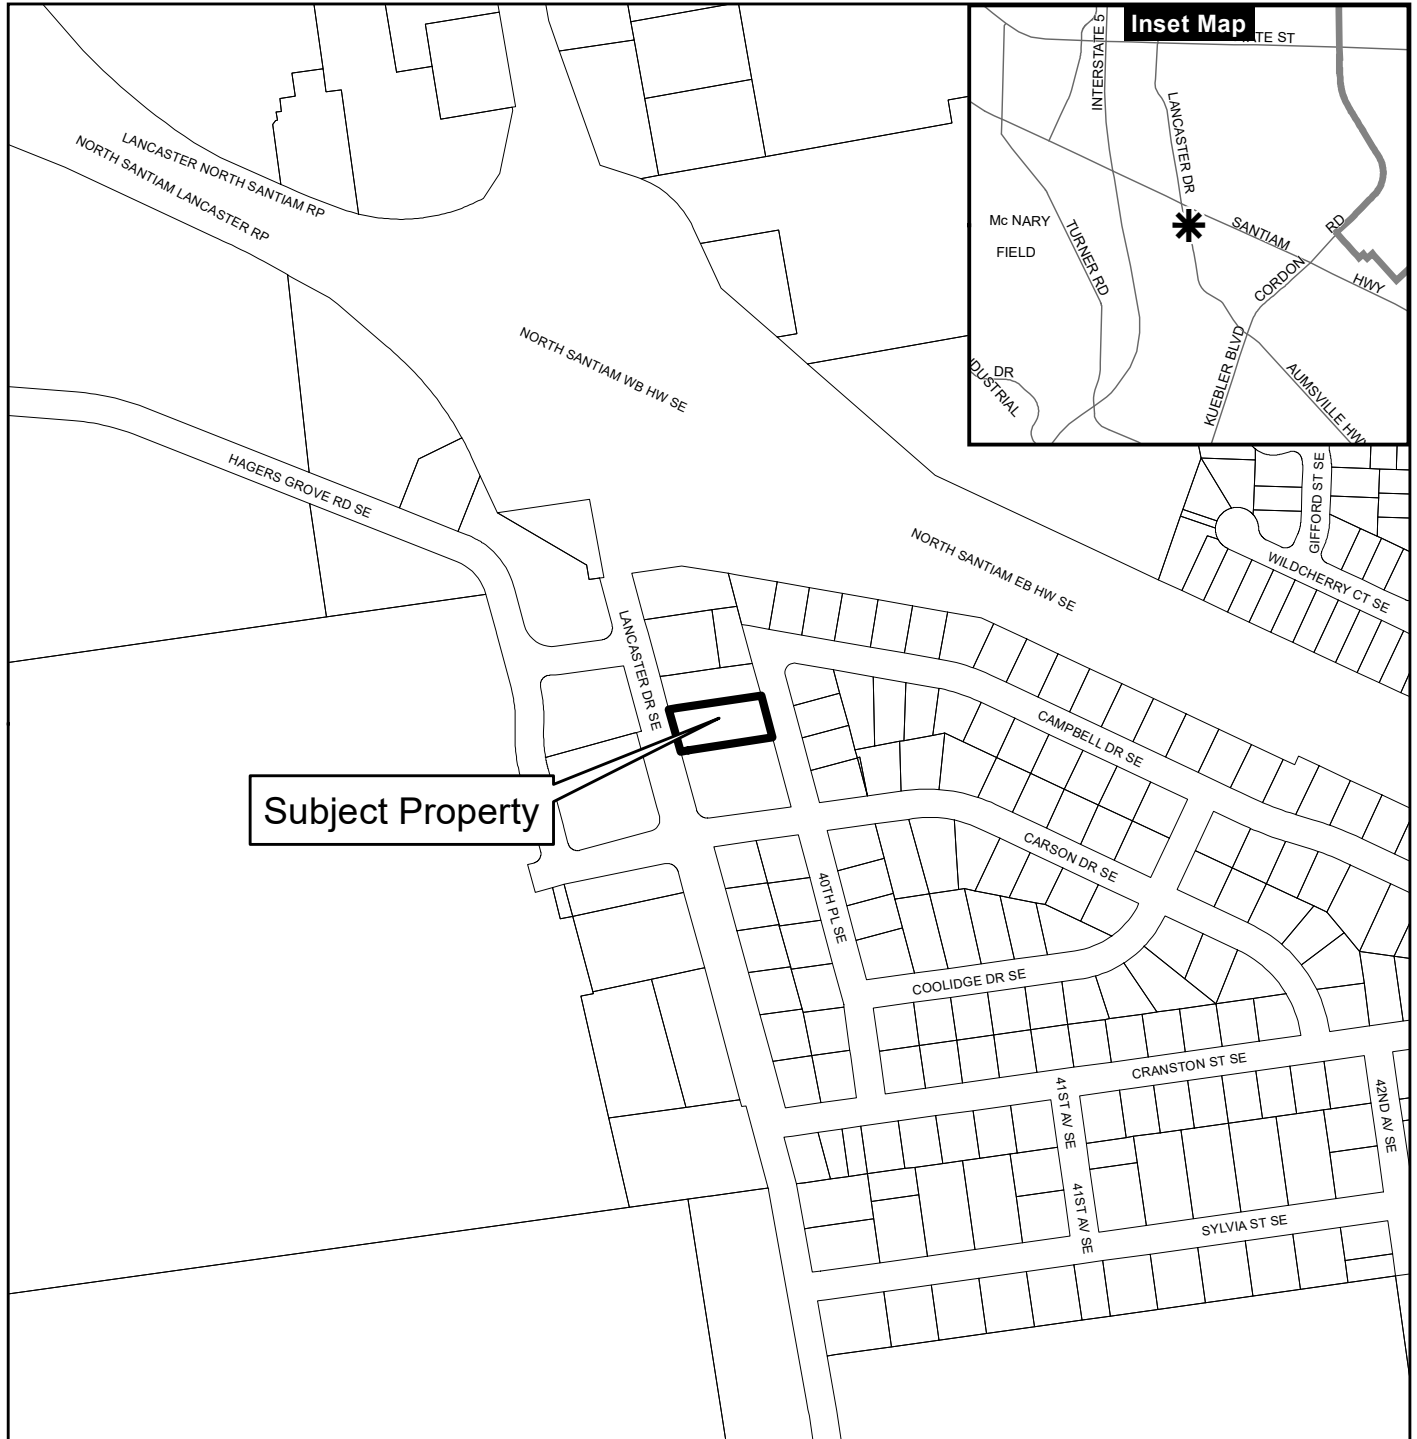 Inset Map
ATE ST
INTERSTATE 5
LANCASTER DR
Mc NARY
FIELD
TURNER RD
SANTIAM
HWY
CORDON
RD
KUEBLER BLVD
AUMSVILLE HWY
DR
DUSTRIAL
LANCASTER NORTH SANTIAM RP
NORTH SANTIAM LANCASTER RP
NORTH SANTIAM WB HW SE
HAGERS GROVE RD SE
NORTH SANTIAM EB HW SE
GIFFORD ST SE
WILDCHERRY CT SE
LANCASTER DR SE
CAMPBELL DR SE
Subject Property
CARSON DR SE
40TH PL SE
COOLIDGE DR SE
CRANSTON ST SE
41ST AV SE
42ND AV SE
41ST AV SE
SYLVIA ST SE